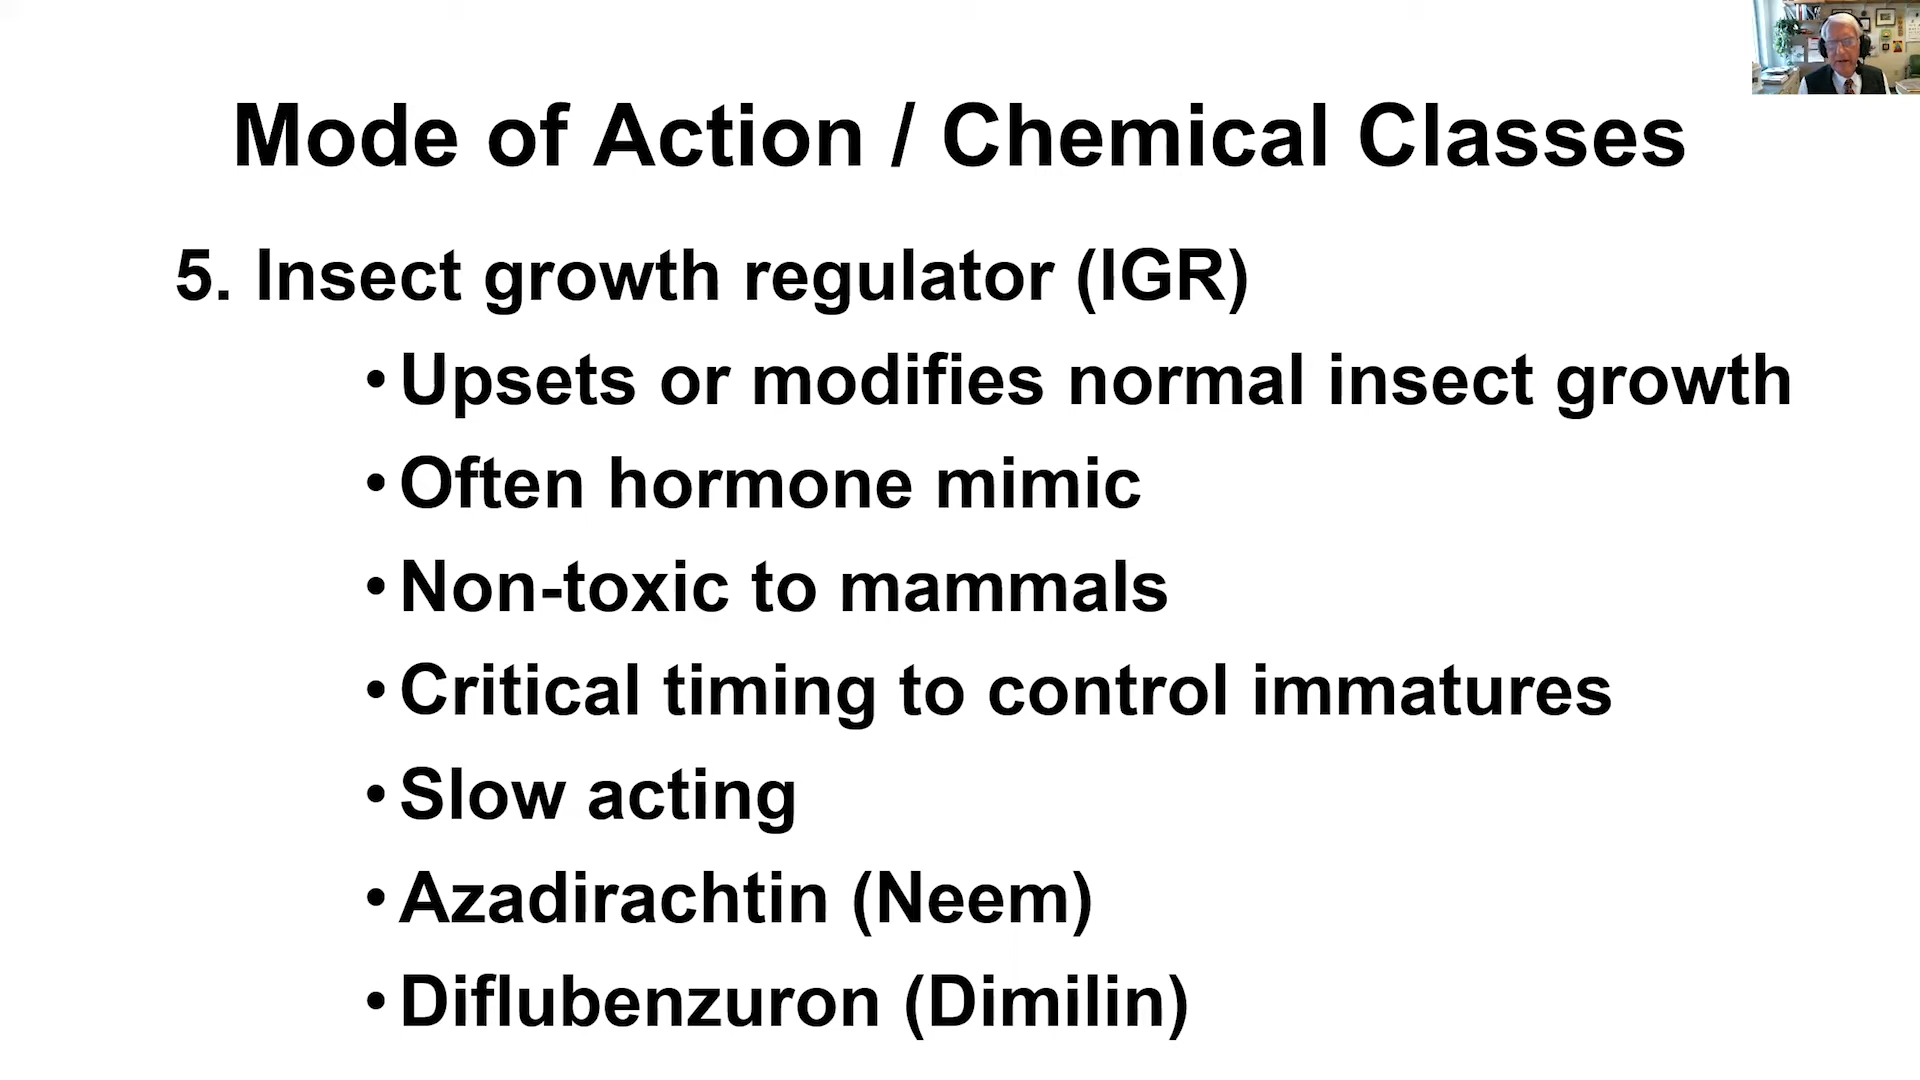 Mode of Action / Chemical Classes
5. Insect growth regulator (IGR)
• Upsets or modifies normal insect growth
• Often hormone mimic
• Non-toxic to mammals
• Critical timing to control immatures
• Slow acting
• Azadirachtin (Neem)
• Diflubenzuron (Dimilin)